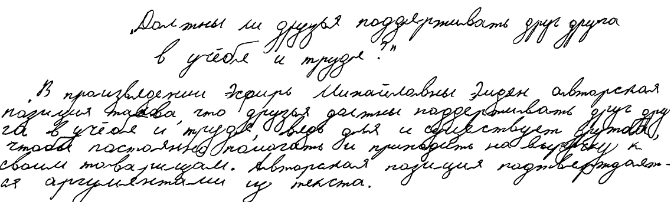 „Должны ли друзья поддерживать друг друга
в учёбе и труде?"
В произведении Эсфирь Михайловны Эмден авторская
позиция такова, что друзья должны поддерживать друг дру
га в учёбе и труде, ведь для и существует дружба,
чтобы постоянно помогать и приходить на выручку к
своим товарищам. Авторская позиция подтверждает-
ся аргументами из текста.